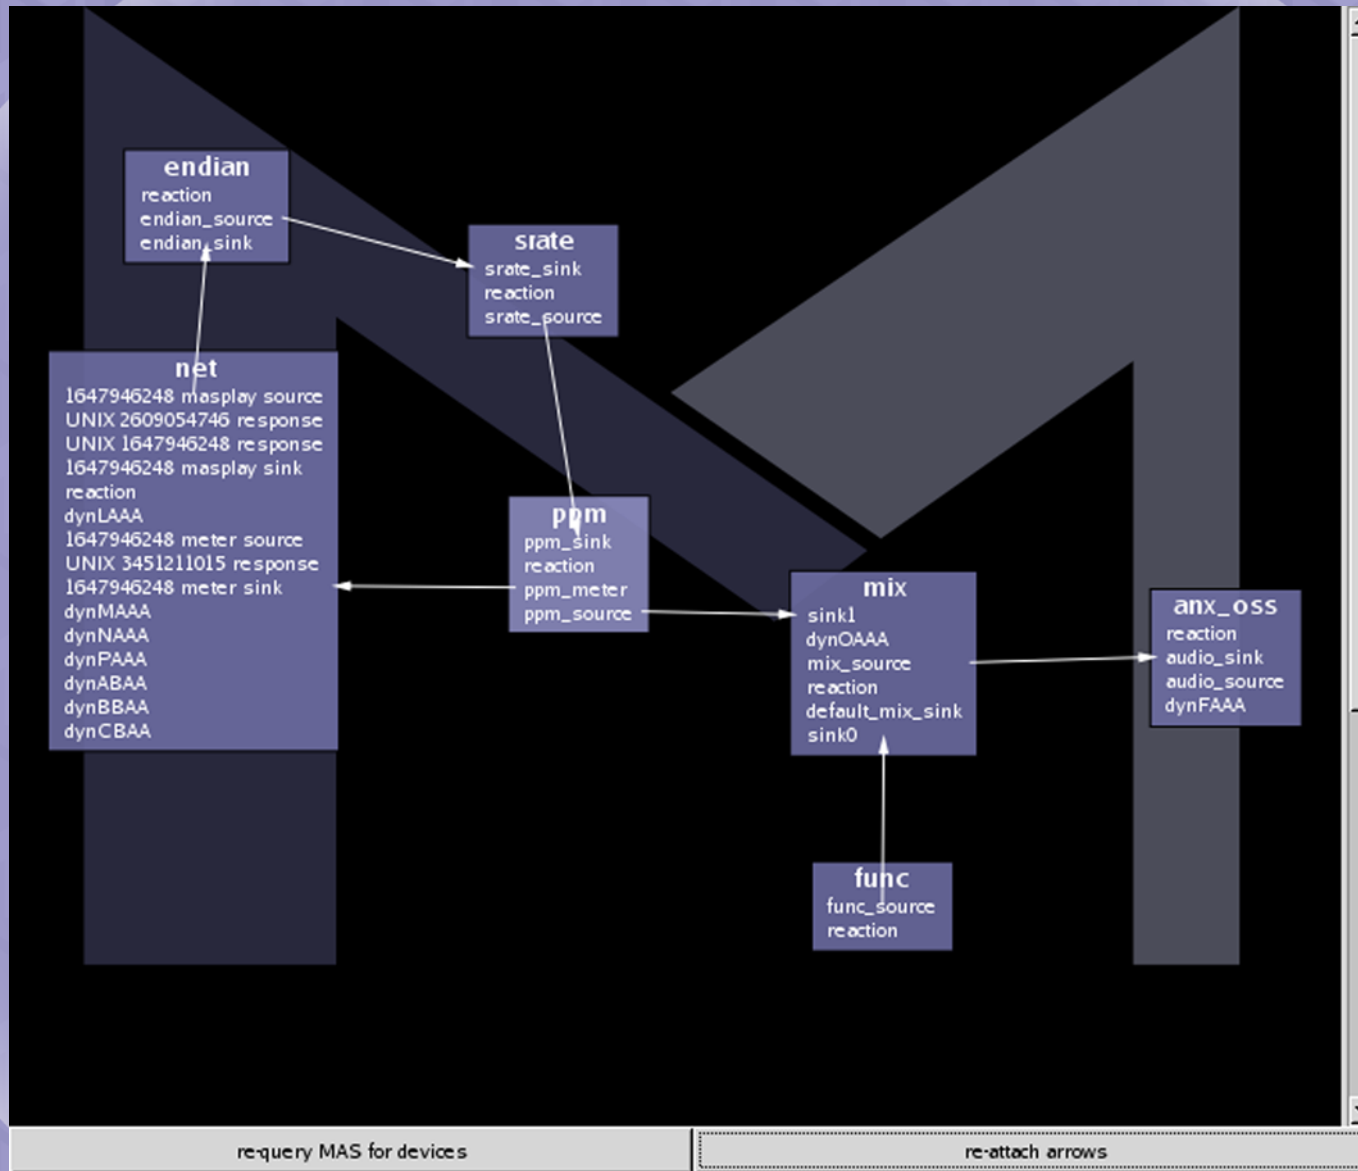 endian
reaction
endian_source
endian_sink
srate
srate_sink
reaction
srate_source
net
1647946248 masplay source
UNIX 2609054746 response
UNIX 1647946248 response
1647946248 masplay sink
reaction
dynLAAA
1647946248 meter source
UNIX 3451211015 response
1647946248 meter sink
dynMAAA
dynNAAA
dynPAAA
dynABAA
dynBBAA
dynCBAA
ppm
ppm_sink
reaction
ppm_meter
ppm_source
mix
sink1
dynOAAA
mix_source
reaction
default_mix_sink
sink0
anx_oss
reaction
audio_sink
audio_source
dynFAAA
func
func_source
reaction
re-query MAS for devices
re-attach arrows